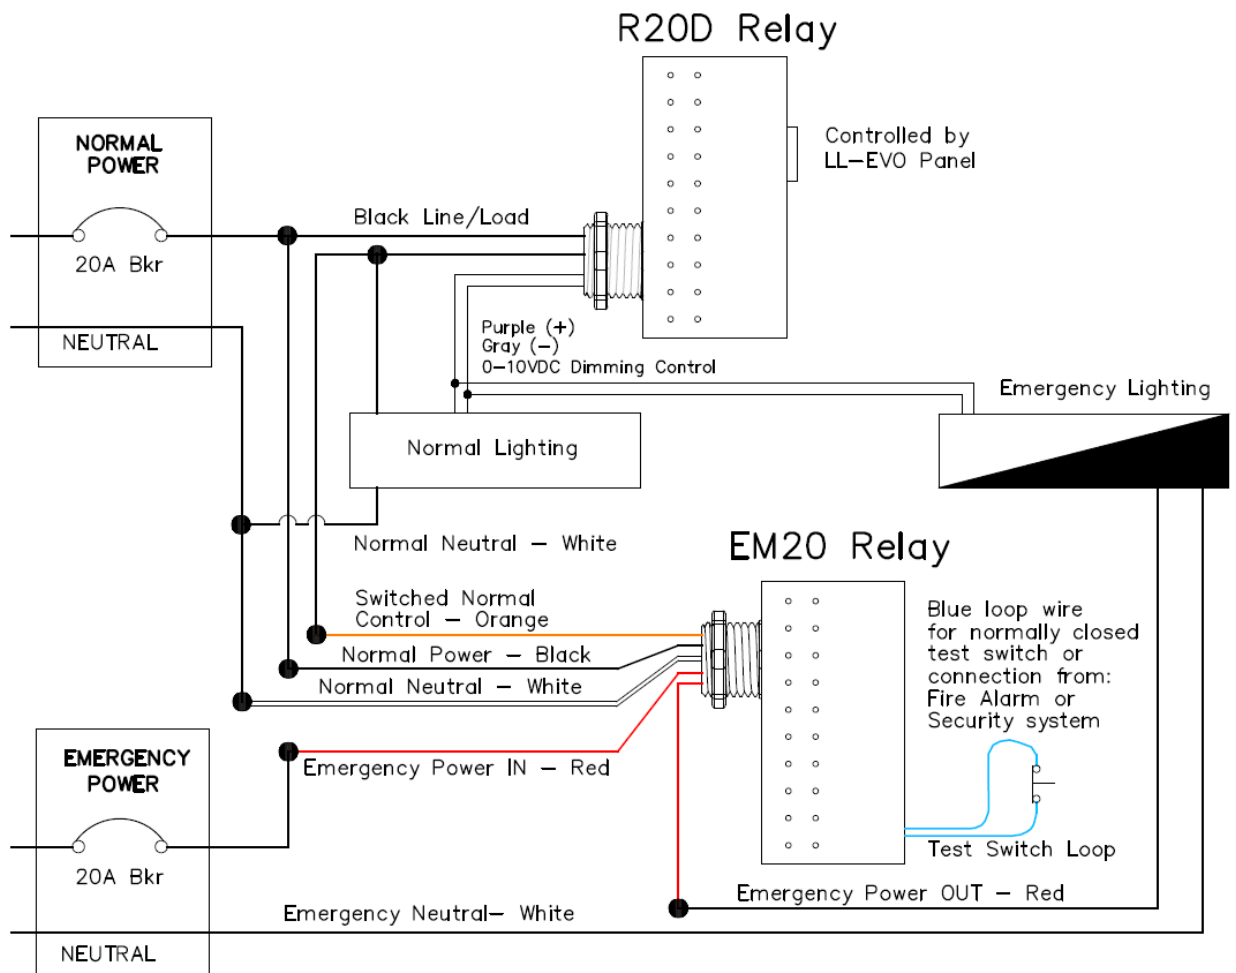 R20D Relay
NORMAL
POWER
20A Bkr
NEUTRAL
Black Line/Load
Controlled by
LL-EVO Panel
Purple (+)
Gray (-)
0-10VDC Dimming Control
Emergency Lighting
Normal Lighting
Normal Neutral - White
EM20 Relay
Switched Normal
Control - Orange
Normal Power - Black
Normal Neutral - White
Blue loop wire
for normally closed
test switch or
connection from:
Fire Alarm or
Security system
EMERGENCY
POWER
20A Bkr
NEUTRAL
Emergency Power IN - Red
Test Switch Loop
Emergency Power OUT - Red
Emergency Neutral- White